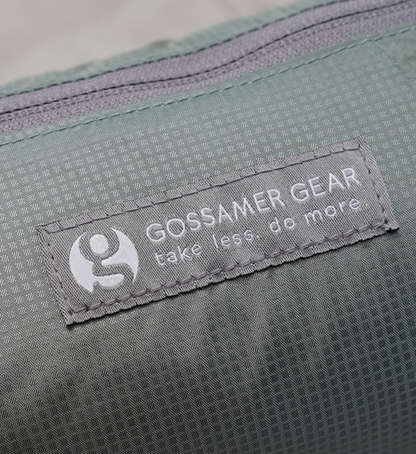 GOSSAMER GEAR
take less. do more.